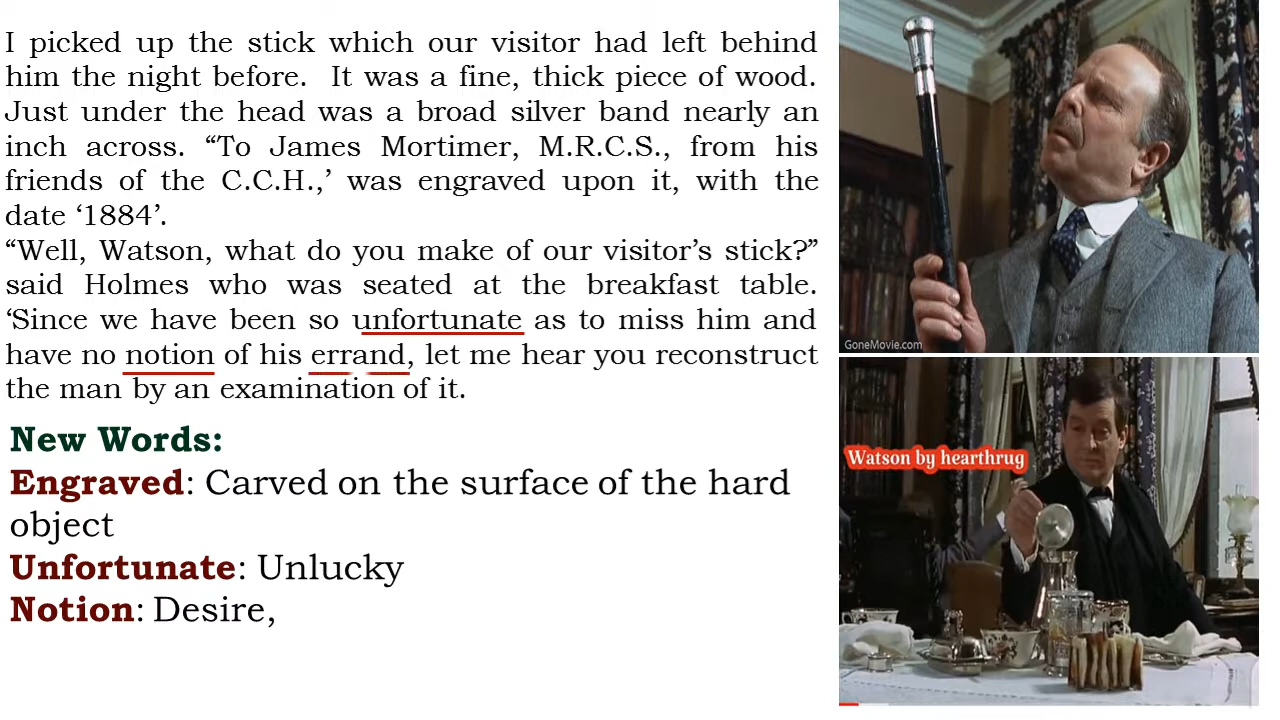 I picked up the stick which our visitor had left behind
him the night before.  It was a fine, thick piece of wood.
Just under the head was a broad silver band nearly an
inch across. “To James Mortimer, M.R.C.S., from his
friends of the C.C.H.,’ was engraved upon it, with the
date ‘1884’.
“Well, Watson, what do you make of our visitor’s stick?”
said Holmes who was seated at the breakfast table.
‘Since we have been so unfortunate as to miss him and
have no notion of his errand, let me hear you reconstruct
the man by an examination of it.
New Words:
Engraved: Carved on the surface of the hard
object
Unfortunate: Unlucky
Notion: Desire,
GoneMovie.com
Watson by hearthrug